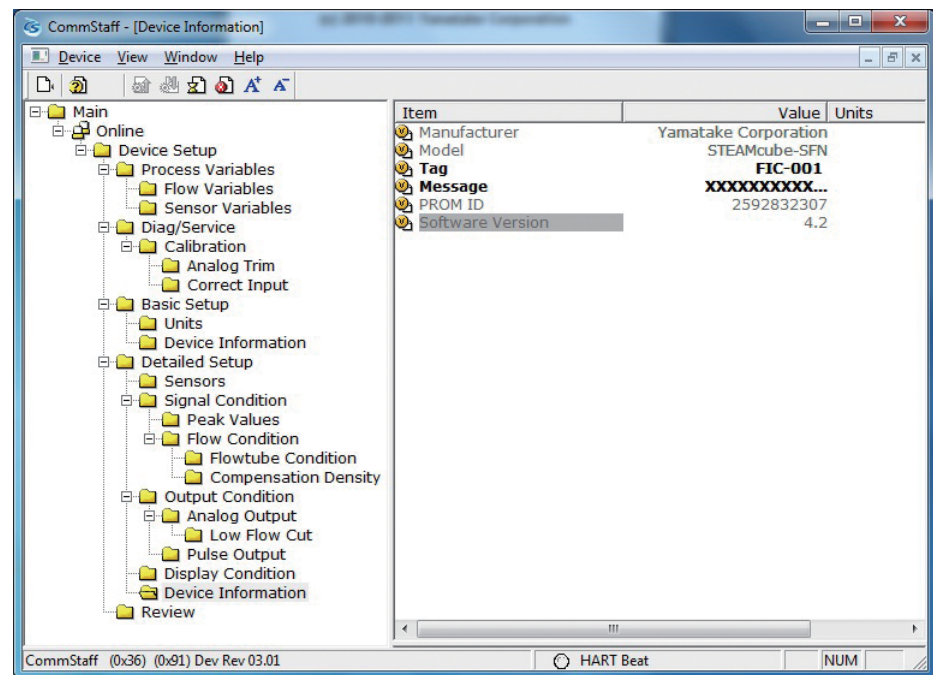 CommStaff - [Device Information]
Device View Window Help
Main
Online
Device Setup
Process Variables
Flow Variables
Sensor Variables
Diag/Service
Calibration
Analog Trim
Correct Input
Basic Setup
Units
Device Information
Detailed Setup
Sensors
Signal Condition
Peak Values
Flow Condition
Flowtube Condition
Compensation Density
Output Condition
Analog Output
Low Flow Cut
Pulse Output
Display Condition
Device Information
Review
Item Value Units
Manufacturer Yamatake Corporation
Model STEAMcube-SFN
Tag FIC-001
Message XXXXXXXXXX...
PROM ID 2592832307
Software Version 4.2
CommStaff (0x36) (0x91) Dev Rev 03.01 HART Beat NUM